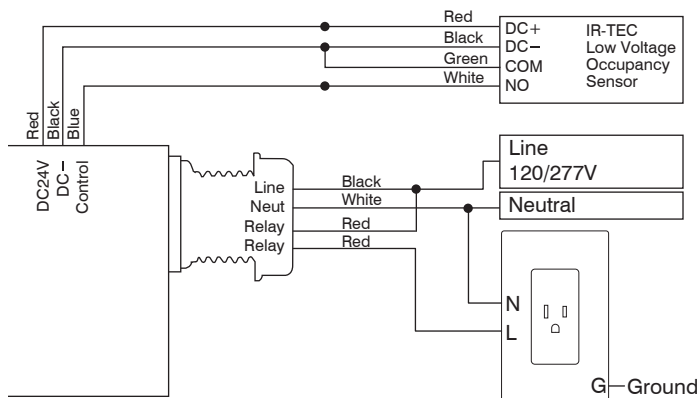 Red
DC+ IR-TEC
Black
DC− Low Voltage
Green
COM Occupancy
White
NO Sensor
Red
Black
Blue
DC24V
DC−
Control
Line
120/277V
Line
Black
Neut
White
Neutral
Relay
Red
Relay
Red
N
L
G
Ground